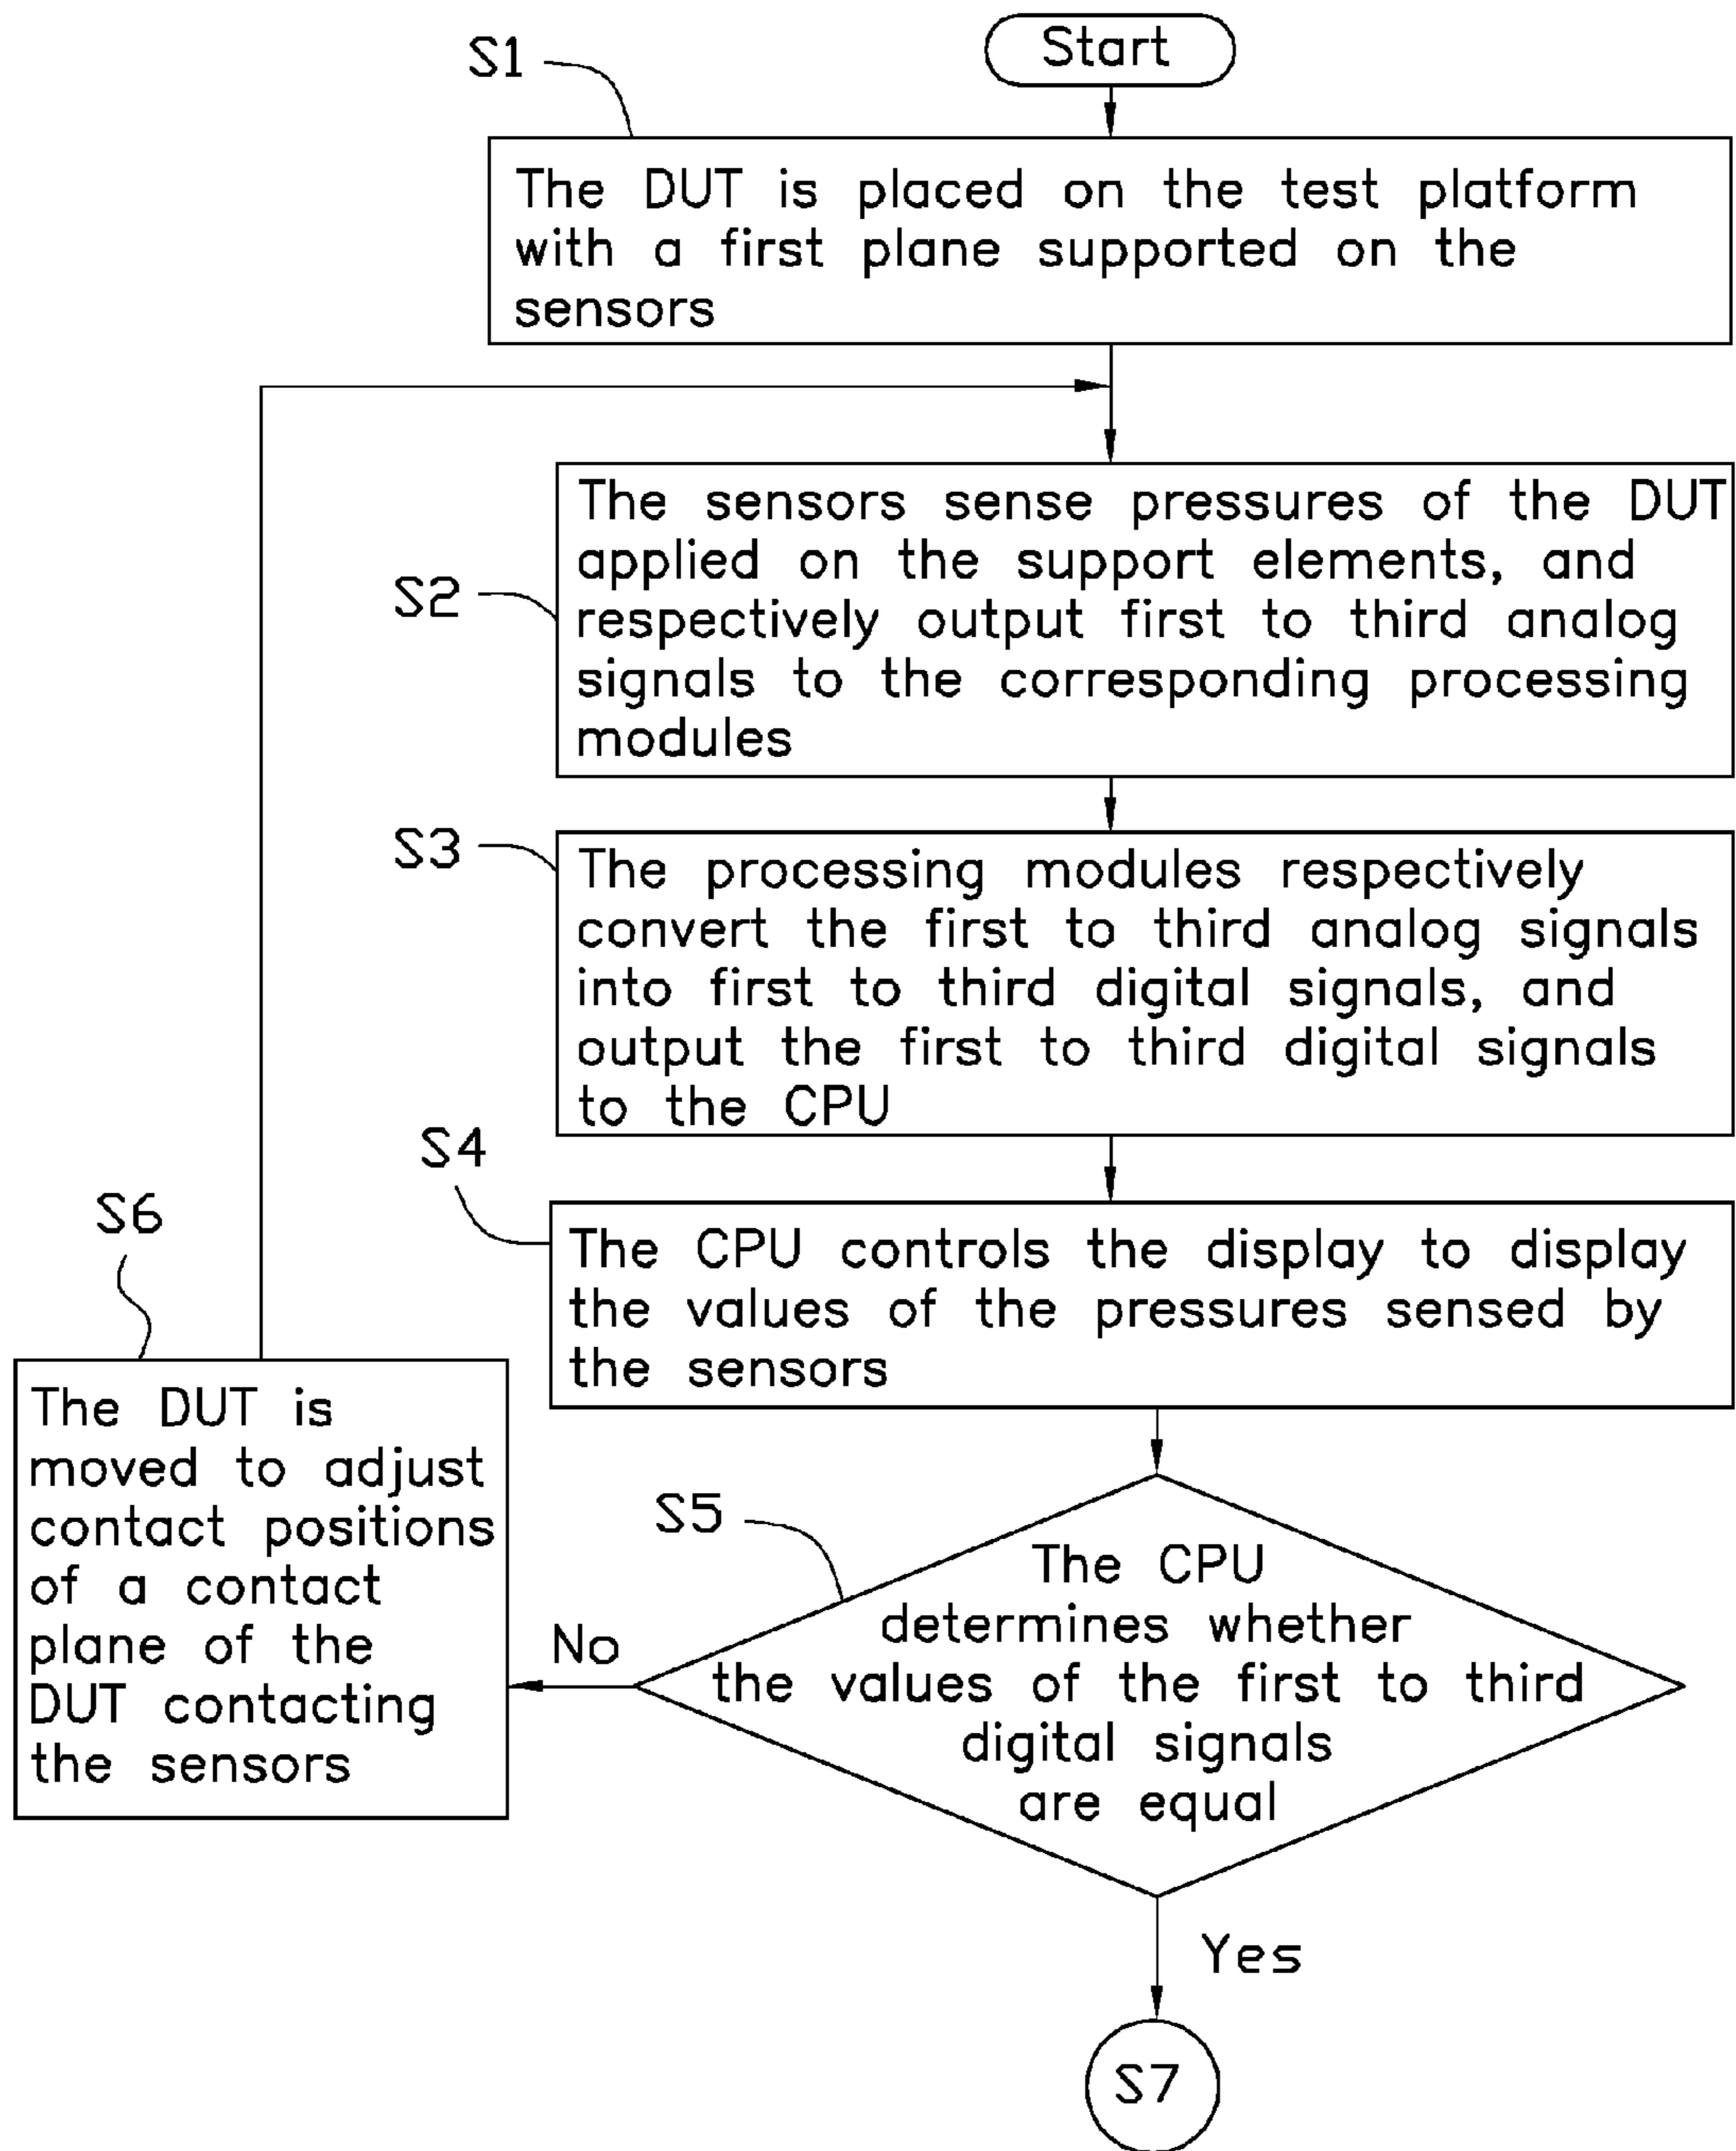 Start
S1
The DUT is placed on the test platform
with a first plane supported on the
sensors
S2
The sensors sense pressures of the DUT
applied on the support elements, and
respectively output first to third analog
signals to the corresponding processing
modules
S3
The processing modules respectively
convert the first to third analog signals
into first to third digital signals, and
output the first to third digital signals
to the CPU
S4
The CPU controls the display to display
the values of the pressures sensed by
the sensors
S5
The CPU
determines whether
the values of the first to third
digital signals
are equal
No
S6
The DUT is
moved to adjust
contact positions
of a contact
plane of the
DUT contacting
the sensors
Yes
S7